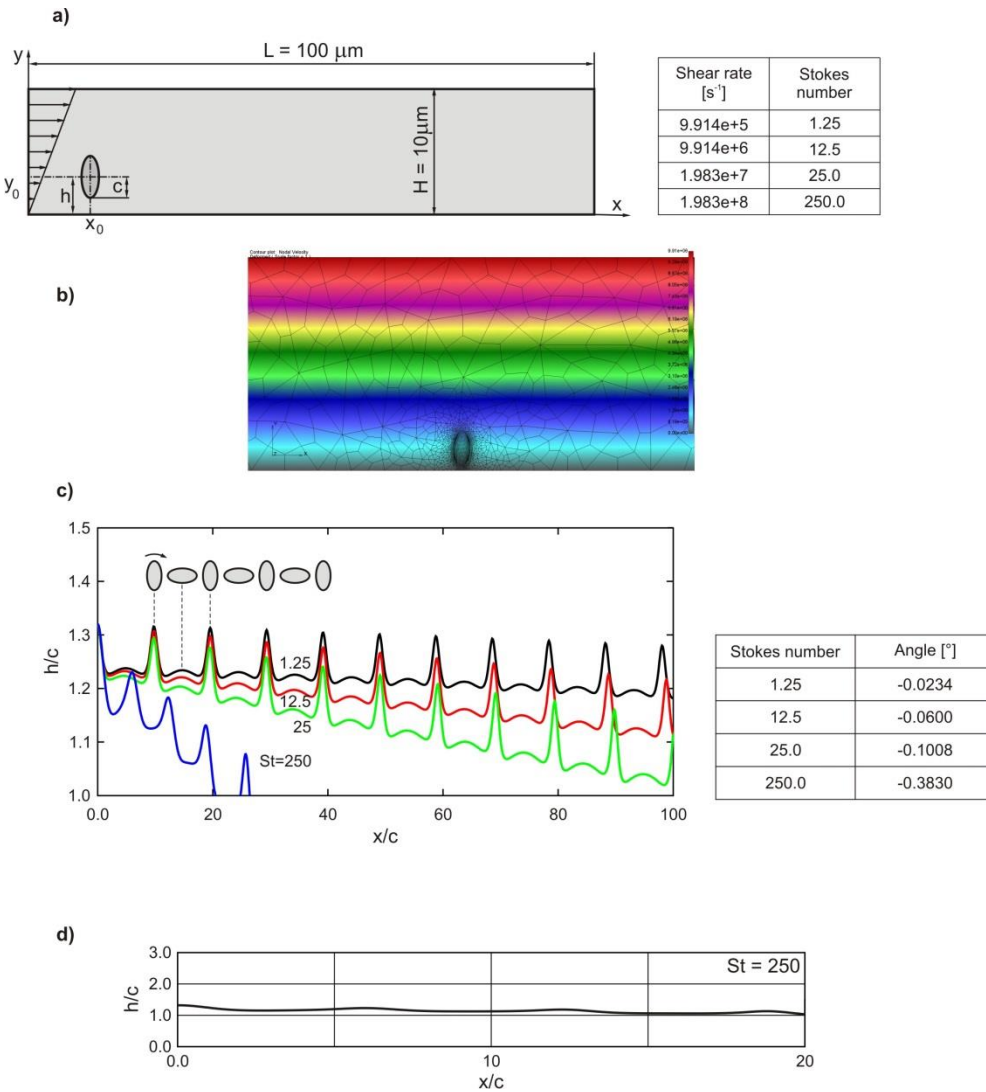 a)
y
L = 100 μm
H = 10μm
y0
h
c
x0
x
Shear rate [s-1] Stokes number
9.914e+5 1.25
9.914e+6 12.5
1.983e+7 25.0
1.983e+8 250.0
b)
Contour plot: Nodal Velocity
c)
h/c
1.5
1.4
1.3
1.2
1.1
1.0
1.25
12.5
25
St=250
0.0 20 40 60 80 100
x/c
Stokes number Angle [°]
1.25 -0.0234
12.5 -0.0600
25.0 -0.1008
250.0 -0.3830
d)
h/c
3.0
2.0
1.0
0.0
St = 250
0.0 10 20
x/c